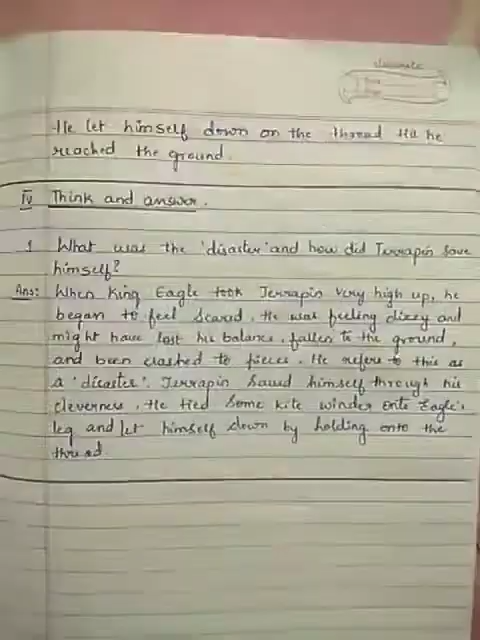 classmate
He let himself down on the thread till he
reached the ground.
IV Think and answer.
1 What was the 'disaster' and how did Terrapin save
himself?
Ans: When King Eagle took Terrapin very high up, he
began to feel scared. He was feeling dizzy and
might have lost his balance, fallen to the ground,
and been crashed to pieces. He refers to this as
a 'disaster'. Terrapin saved himself through his
cleverness. He tied some kite winder onto Eagle's
leg and let himself down by holding onto the
thread.